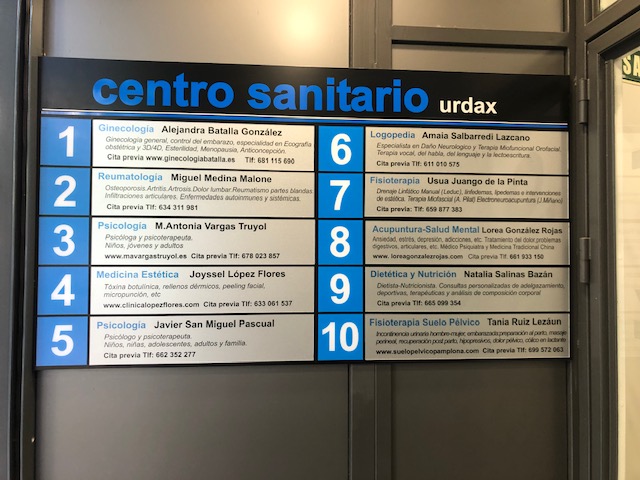 centro sanitario urdax
1
Ginecología Alejandra Batalla González
Ginecología general, control del embarazo, especialidad en Ecografía
obstétrica y 3D/4D, Esterilidad, Menopausia, Anticoncepción.
Cita previa www.ginecologiabatalla.es Tlf: 681 115 690
2
Reumatología Miguel Medina Malone
Osteoporosis.Artritis.Artrosis.Dolor lumbar.Reumatismo partes blandas.
Infiltraciones articulares. Enfermedades autoinmunes y sistémicas.
Cita previa Tlf: 634 311 981
3
Psicología M.Antonia Vargas Truyol
Psicóloga y psicoterapeuta.
Niños, jóvenes y adultos
www.mavargastruyol.es Cita previa Tlf: 678 023 857
4
Medicina Estética Joyssel López Flores
Toxina botulínica, rellenos dérmicos, peeling facial,
micropunción, etc
www.clinicalopezflores.com Cita previa Tlf: 633 061 537
5
Psicología Javier San Miguel Pascual
Psicólogo y psicoterapeuta.
Niños, niñas, adolescentes, adultos y familia.
Cita previa Tlf: 662 352 277
6
Logopedia Amaia Salbarredi Lazcano
Especialista en Daño Neurológico y Terapia Miofuncional Orofacial.
Terapia vocal, del habla, del lenguaje y la lectoescritura.
Cita previa Tlf: 611 010 575
7
Fisioterapia Usua Juango de la Pinta
Drenaje Linfático Manual (Leduc), linfedemas, lipedemas e intervenciones
de estética. Terapia Miofascial (A. Pilat) Electroneuroacupuntura (J.Miñano)
Cita previa Tlf: 659 877 383
8
Acupuntura-Salud Mental Lorea González Rojas
Ansiedad, estrés, depresión, adicciones, etc. Tratamiento del dolor, problemas
digestivos, articulares, etc. Médico Psiquiatra y Medicina Tradicional China
www.loreagonzalezrojas.com Cita previa Tlf: 661 933 150
9
Dietética y Nutrición Natalia Salinas Bazán
Dietista-Nutricionista. Consultas personalizadas de adelgazamiento,
deportivas, terapéuticas y análisis de composición corporal
Cita previa Tlf: 665 099 354
10
Fisioterapia Suelo Pélvico Tania Ruiz Lezáun
Incontinencia urinaria hombre-mujer, embarazada:preparación al parto, masaje
perineal, recuperación post parto, hipopresivos, dolor pélvico, cólico en lactante
www.suelopelvicopamplona.com Cita previa Tlf: 699 572 063
SA